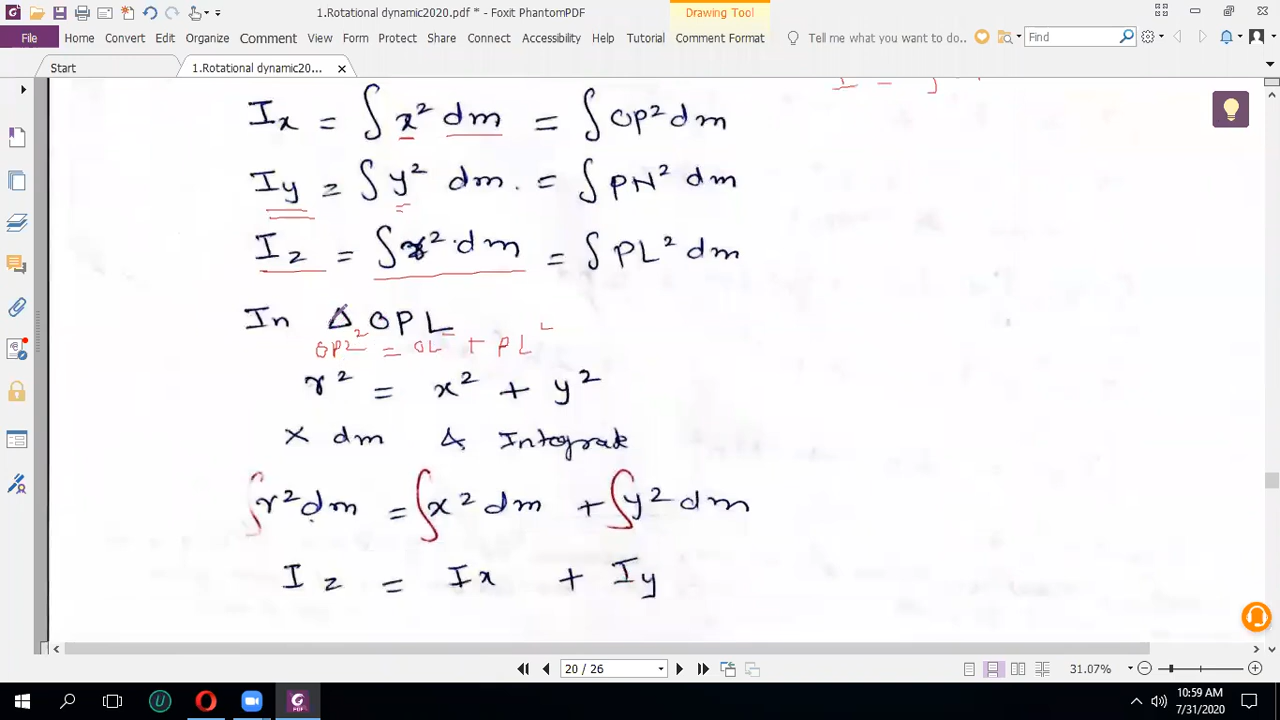 1.Rotational dynamic2020.pdf * - Foxit PhantomPDF
Drawing Tool
File Home Convert Edit Organize Comment View Form Protect Share Connect Accessibility Help Tutorial Comment Format Tell me what you want to do... Find
Start 1.Rotational dynamic20...
Ix = ∫x² dm = ∫OP² dm
Iy = ∫y² dm. = ∫PN² dm
Iz = ∫r²·dm = ∫PL² dm
In ΔOPL
OP² = OL² + PL²
r² = x² + y²
× dm & Integrate
∫r²dm = ∫x² dm + ∫y² dm
Iz = Ix + Iy
20 / 26
31.07%
10:59 AM
7/31/2020